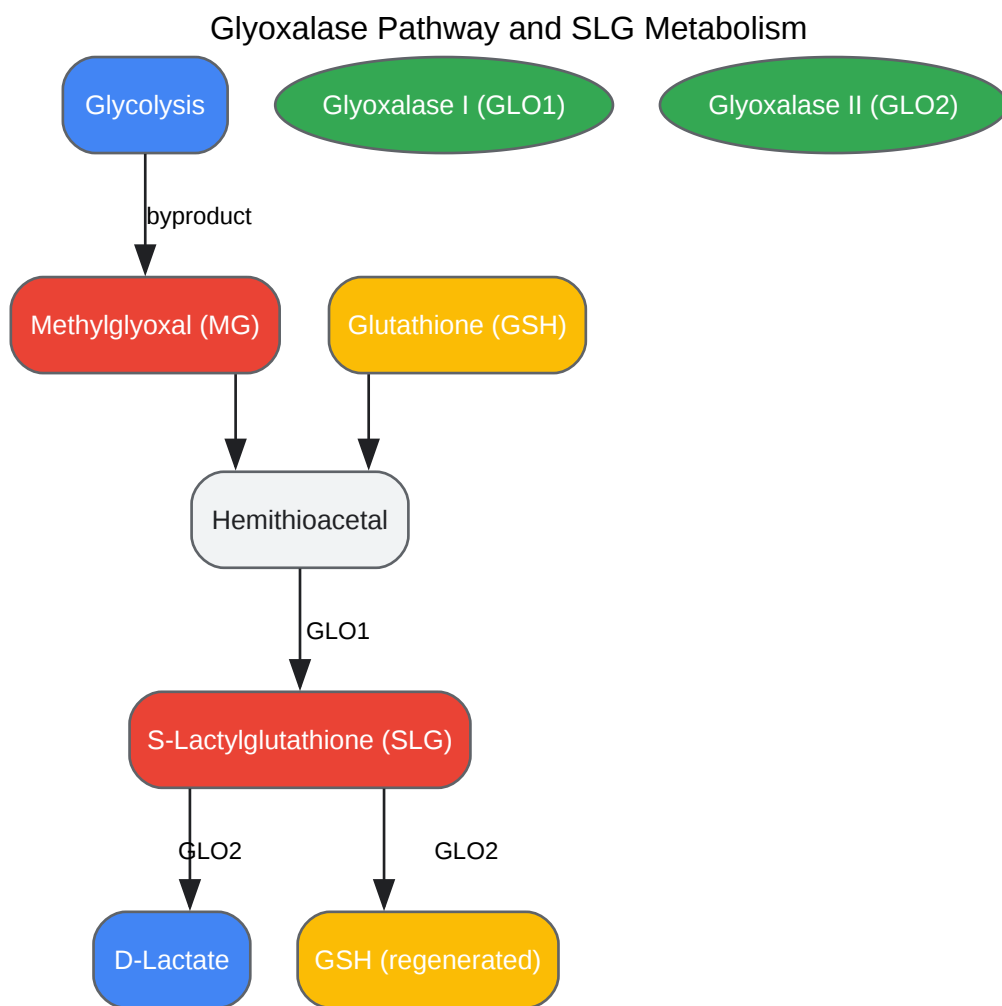 Glyoxalase Pathway and SLG Metabolism
Glycolysis
Glyoxalase I (GLO1)
Glyoxalase II (GLO2)
byproduct
Methylglyoxal (MG)
Glutathione (GSH)
Hemithioacetal
GLO1
S-Lactylglutathione (SLG)
GLO2
GLO2
D-Lactate
GSH (regenerated)